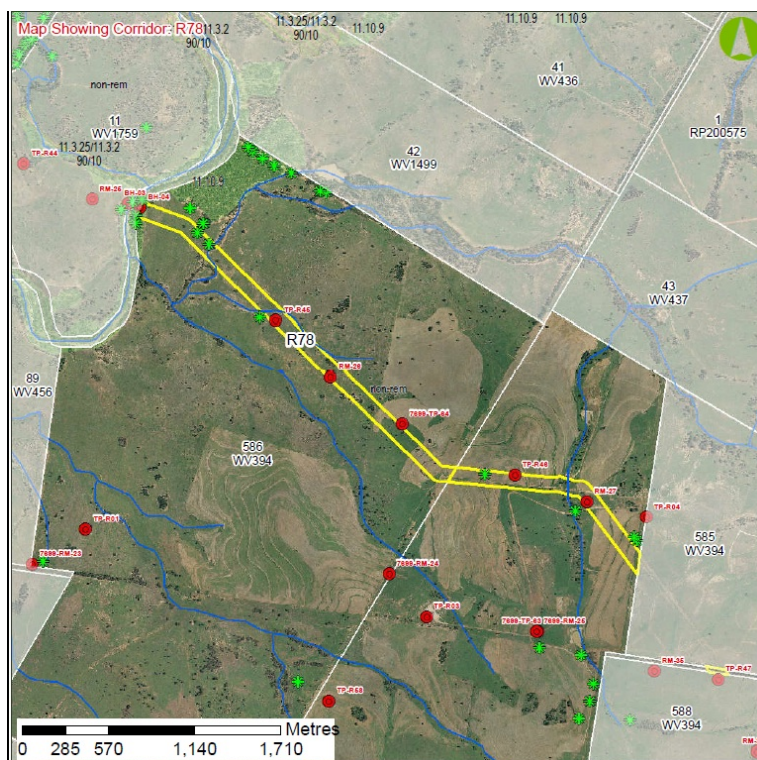 Map Showing Corridor: R78
11.3.2
90/10
11.3.25/11.3.2
90/10
11.10.9
11.10.9
11.10.9
non-rem
41
WV436
11
WV1759
1
RP200575
42
WV1499
11.3.25/11.3.2
90/10
TP-R44
11.10.9
RM-25
BH-03
BH-04
43
WV437
TP-R45
R78
89
WV456
RM-26
non-rem
7699-TP-64
586
WV394
TP-R46
RM-27
TP-R04
TP-R01
585
WV394
7699-RM-23
7699-RM-24
TP-R03
7699-TP-63
7699-RM-25
RM-35
TP-R47
TP-R58
588
WV394
Metres
0 285 570 1,140 1,710